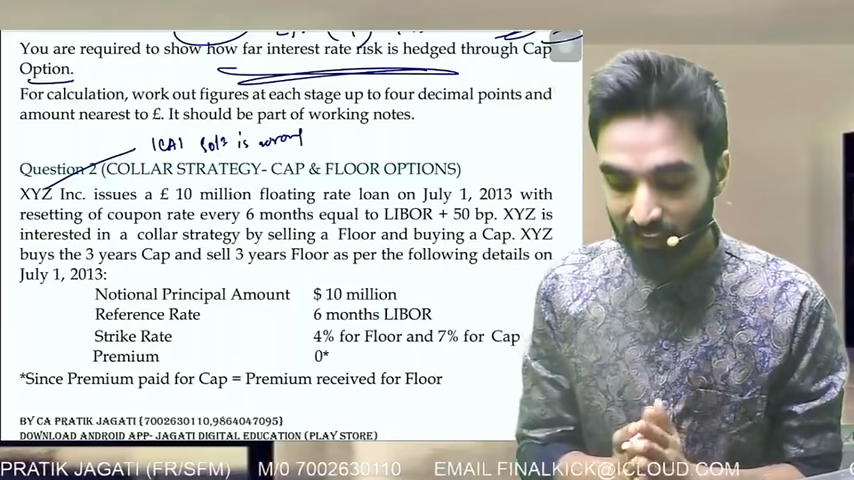 You are required to show how far interest rate risk is hedged through Cap
Option.
For calculation, work out figures at each stage up to four decimal points and
amount nearest to £. It should be part of working notes.
ICAI Sol² is wrong
Question 2 (COLLAR STRATEGY- CAP & FLOOR OPTIONS)
XYZ Inc. issues a £ 10 million floating rate loan on July 1, 2013 with
resetting of coupon rate every 6 months equal to LIBOR + 50 bp. XYZ is
interested in a collar strategy by selling a Floor and buying a Cap. XYZ
buys the 3 years Cap and sell 3 years Floor as per the following details on
July 1, 2013:
Notional Principal Amount $ 10 million
Reference Rate 6 months LIBOR
Strike Rate 4% for Floor and 7% for Cap
Premium 0*
*Since Premium paid for Cap = Premium received for Floor
BY CA PRATIK JAGATI {7002630110,9864047095}
DOWNLOAD ANDROID APP- JAGATI DIGITAL EDUCATION (PLAY STORE)
PRATIK JAGATI (FR/SFM) M/0 7002630110 EMAIL FINALKICK@ICLOUD.COM